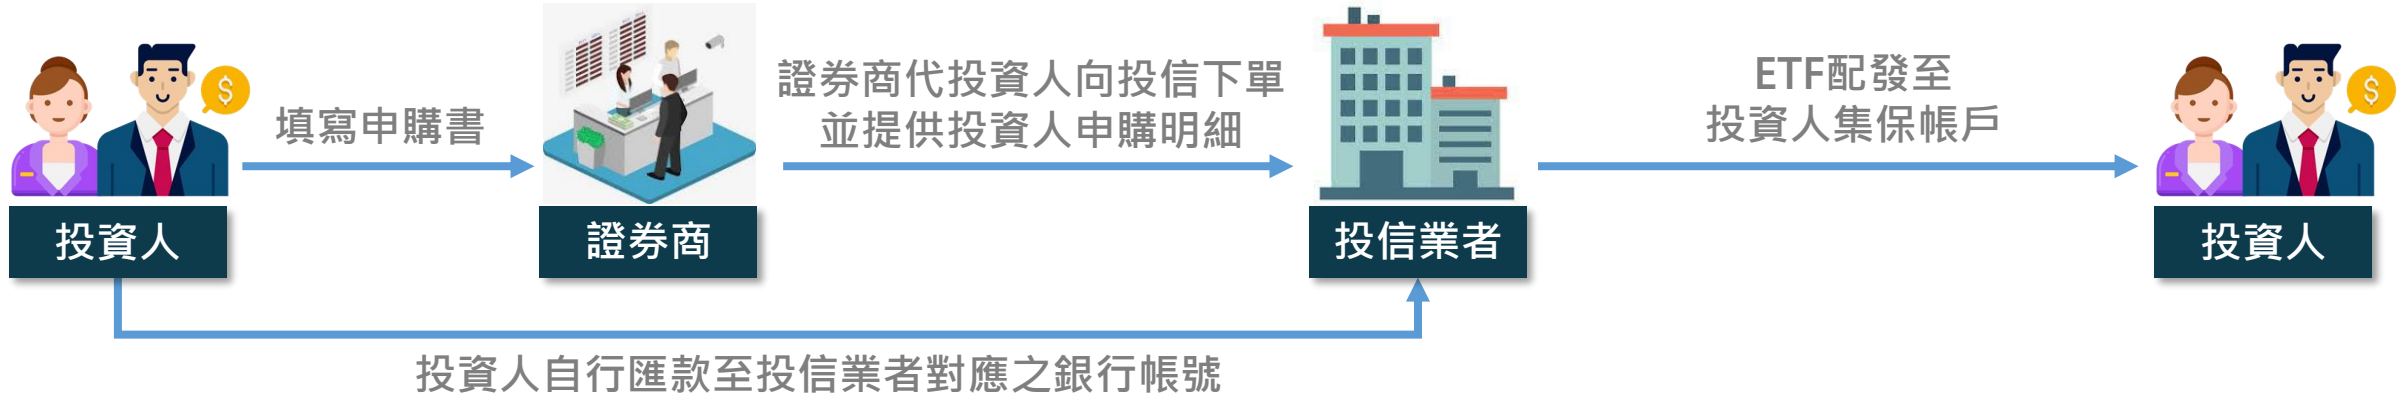 填寫申購書
證券商代投資人向投信下單
並提供投資人申購明細
ETF配發至
投資人集保帳戶
投資人
證券商
投信業者
投資人
投資人自行匯款至投信業者對應之銀行帳號